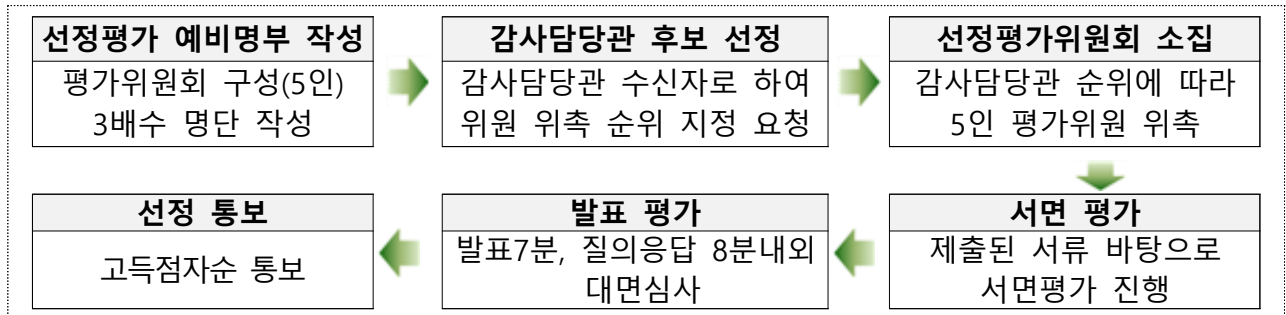 선정평가 예비명부 작성
평가위원회 구성(5인)
3배수 명단 작성
감사담당관 후보 선정
감사담당관 수신자로 하여
위원 위촉 순위 지정 요청
선정평가위원회 소집
감사담당관 순위에 따라
5인 평가위원 위촉
서면 평가
제출된 서류 바탕으로
서면평가 진행
발표 평가
발표7분, 질의응답 8분내외
대면심사
선정 통보
고득점자순 통보